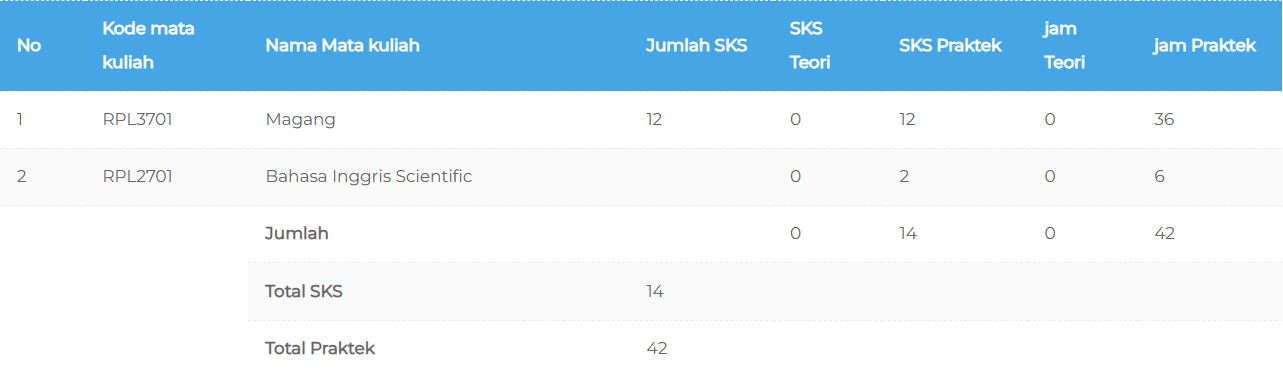 No Kode mata kuliah Nama Mata kuliah Jumlah SKS SKS Teori SKS Praktek jam Teori jam Praktek
1 RPL3701 Magang 12 0 12 0 36
2 RPL2701 Bahasa Inggris Scientific 0 2 0 6
Jumlah 0 14 0 42
Total SKS 14
Total Praktek 42